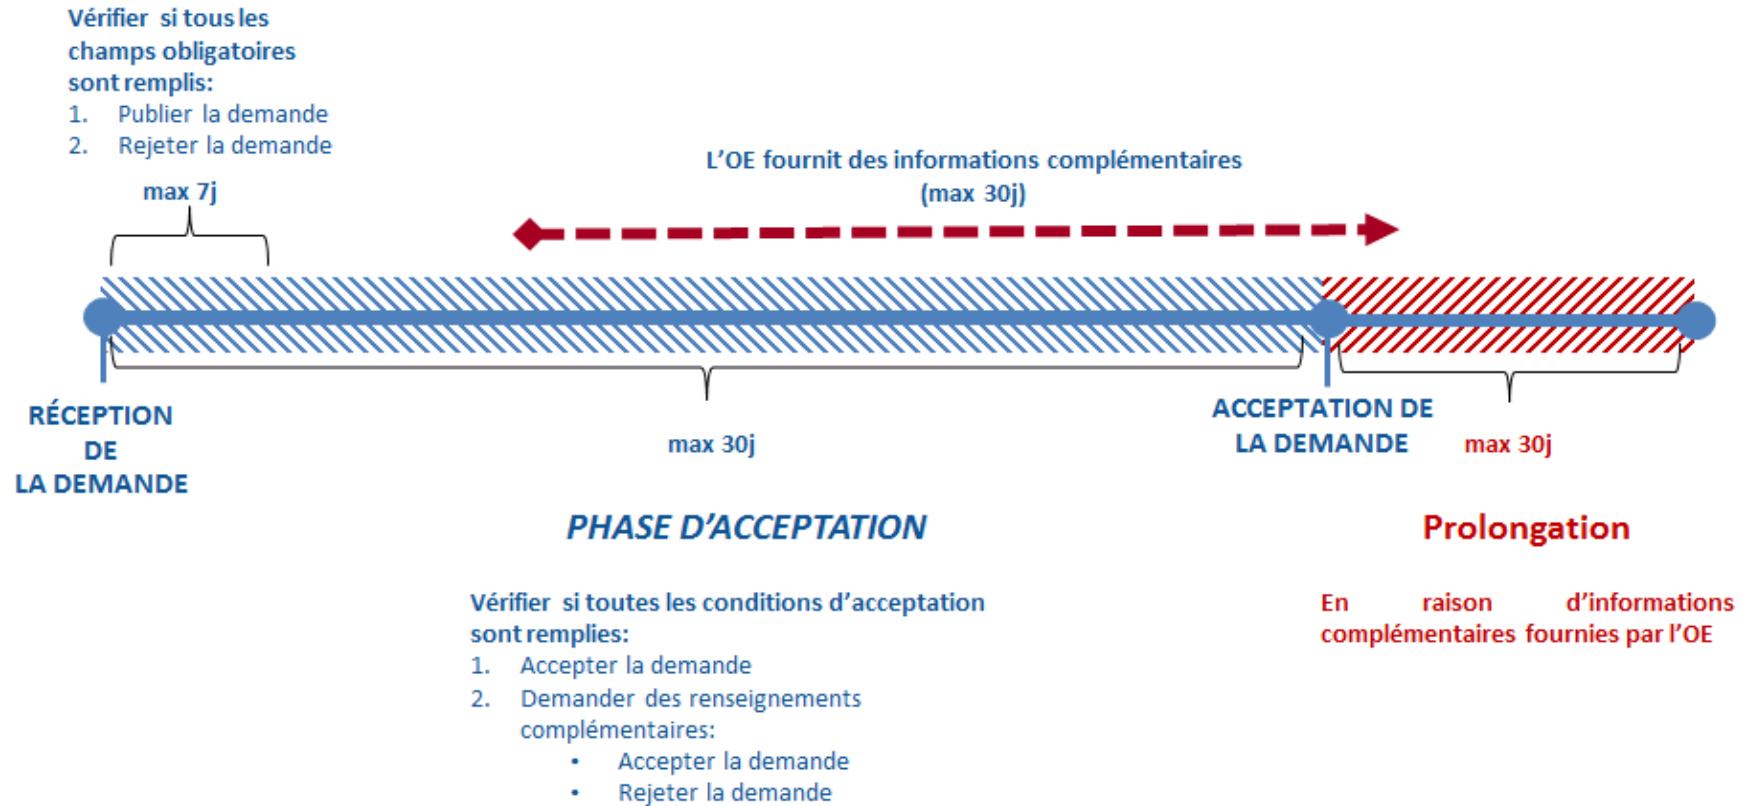 Vérifier si tous les
champs obligatoires
sont remplis:
1. Publier la demande
2. Rejeter la demande
max 7j
L’OE fournit des informations complémentaires
(max 30j)
RÉCEPTION
DE
LA DEMANDE
max 30j
ACCEPTATION DE
LA DEMANDE
max 30j
PHASE D’ACCEPTATION
Prolongation
Vérifier si toutes les conditions d’acceptation
sont remplies:
1. Accepter la demande
2. Demander des renseignements
complémentaires:
• Accepter la demande
• Rejeter la demande
En raison d’informations
complémentaires fournies par l’OE